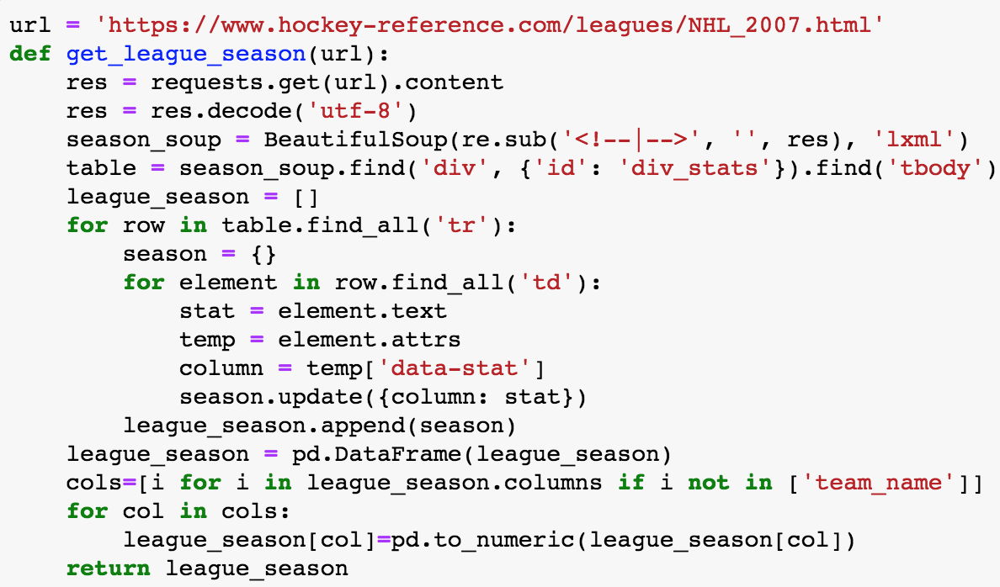 url = 'https://www.hockey-reference.com/leagues/NHL_2007.html'
def get_league_season(url):
    res = requests.get(url).content
    res = res.decode('utf-8')
    season_soup = BeautifulSoup(re.sub('<!--|-->', '', res), 'lxml')
    table = season_soup.find('div', {'id': 'div_stats'}).find('tbody')
    league_season = []
    for row in table.find_all('tr'):
        season = {}
        for element in row.find_all('td'):
            stat = element.text
            temp = element.attrs
            column = temp['data-stat']
            season.update({column: stat})
        league_season.append(season)
    league_season = pd.DataFrame(league_season)
    cols=[i for i in league_season.columns if i not in ['team_name']]
    for col in cols:
        league_season[col]=pd.to_numeric(league_season[col])
    return league_season